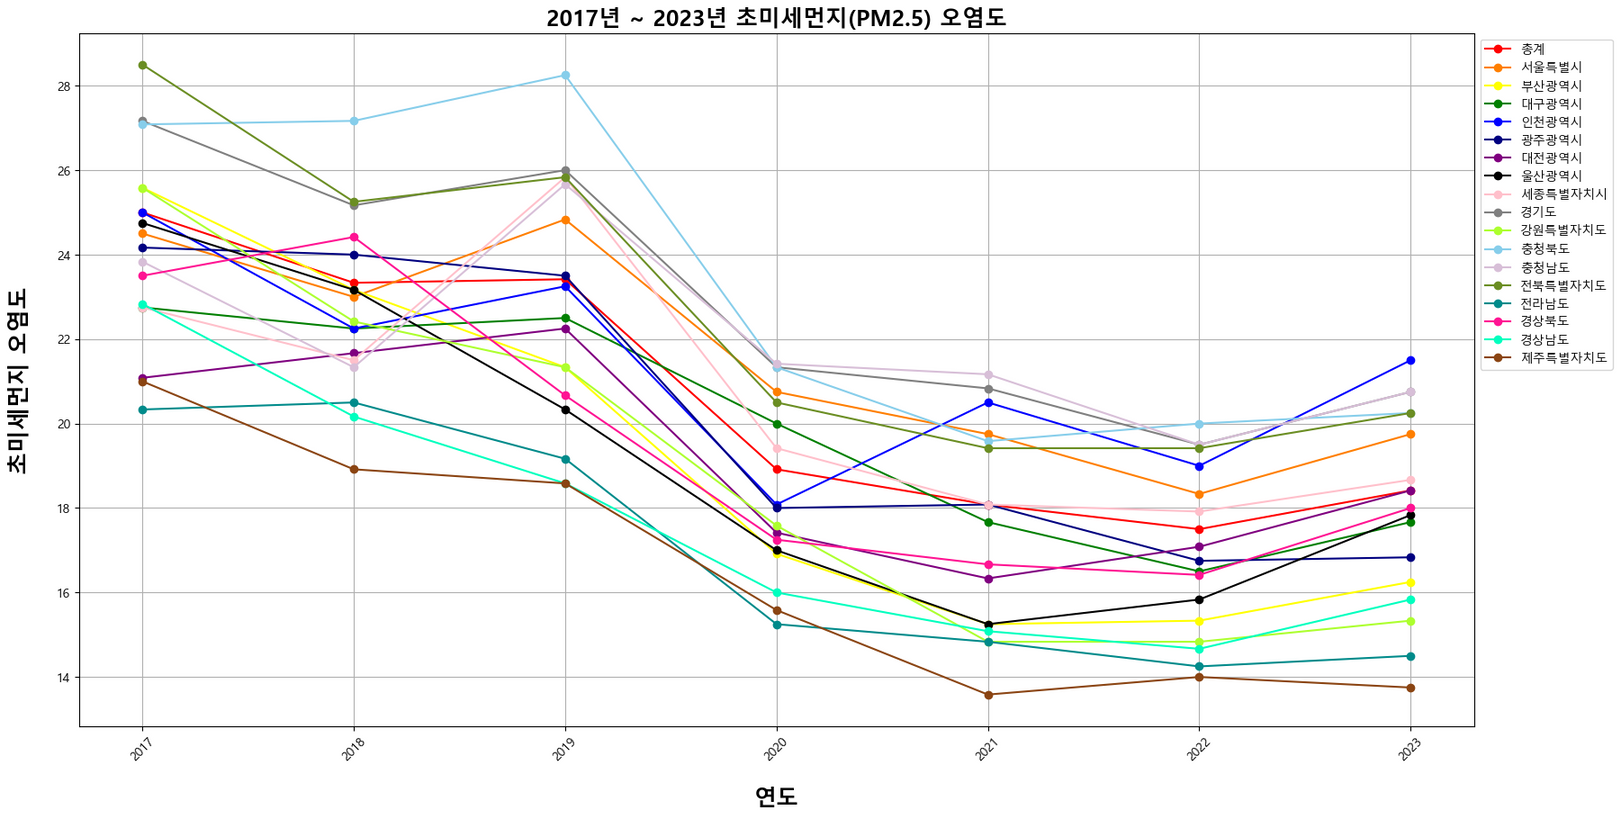 2017년 ~ 2023년 초미세먼지(PM2.5) 오염도
초미세먼지 오염도
28
26
24
22
20
18
16
14
2017
2018
2019
2020
2021
2022
2023
연도
총계
서울특별시
부산광역시
대구광역시
인천광역시
광주광역시
대전광역시
울산광역시
세종특별자치시
경기도
강원특별자치도
충청북도
충청남도
전북특별자치도
전라남도
경상북도
경상남도
제주특별자치도